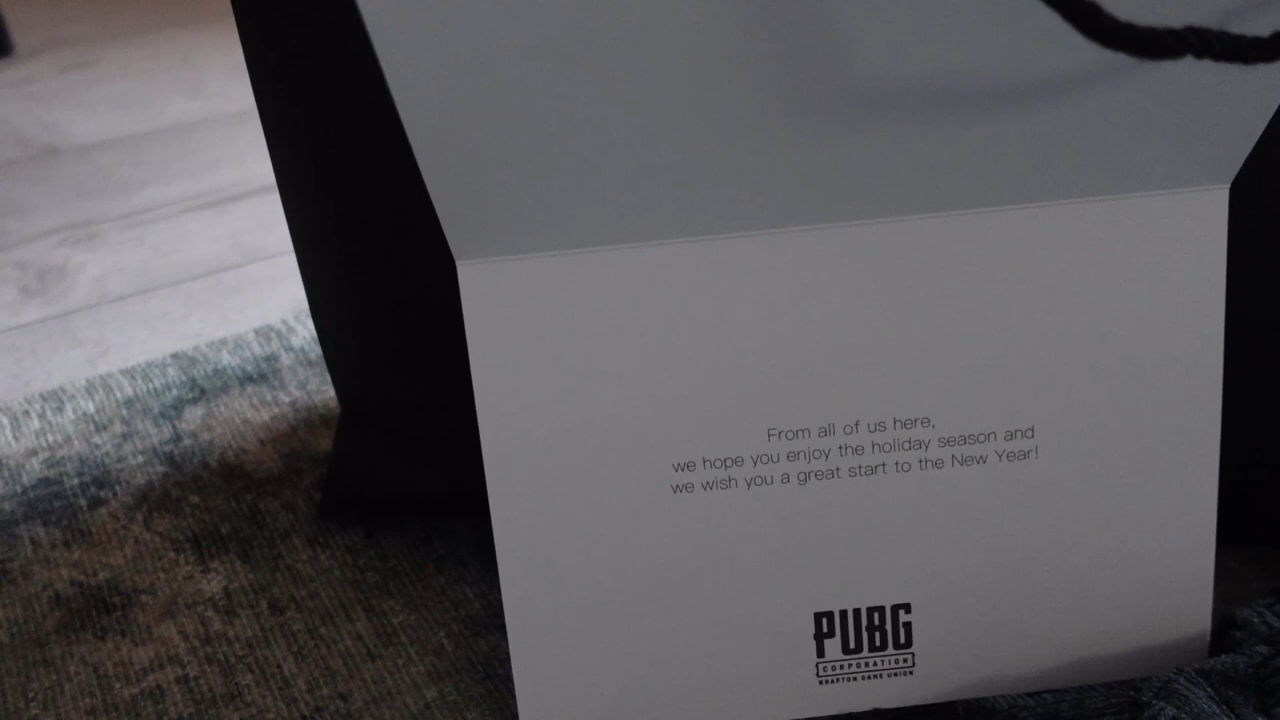 From all of us here,
we hope you enjoy the holiday season and
we wish you a great start to the New Year!
PUBG
CORPORATION
KRAFTON GAME UNION